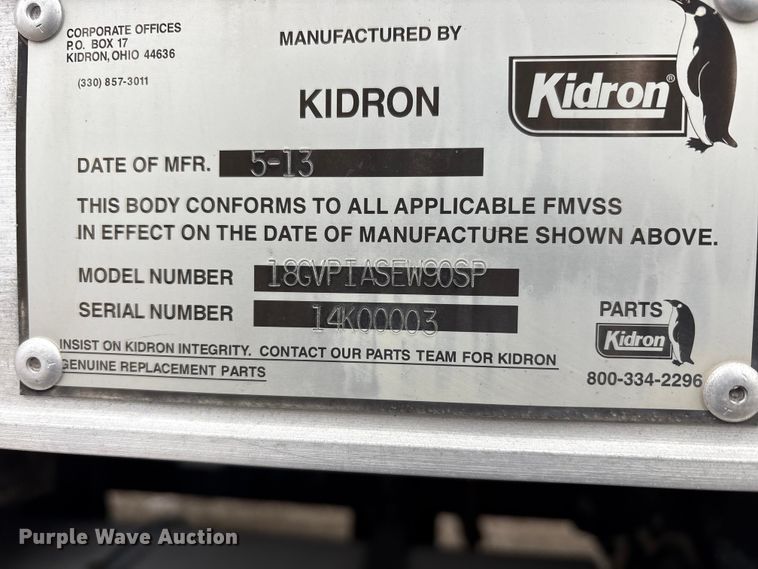 CORPORATE OFFICES
P.O. BOX 17
KIDRON, OHIO 44636
(330) 857-3011
MANUFACTURED BY
KIDRON
Kidron®
DATE OF MFR. 5-13
THIS BODY CONFORMS TO ALL APPLICABLE FMVSS
IN EFFECT ON THE DATE OF MANUFACTURE SHOWN ABOVE.
MODEL NUMBER 18GVPIASEW90SP
SERIAL NUMBER 14K00003
INSIST ON KIDRON INTEGRITY. CONTACT OUR PARTS TEAM FOR KIDRON
GENUINE REPLACEMENT PARTS
PARTS
Kidron
800-334-2296
Purple Wave Auction